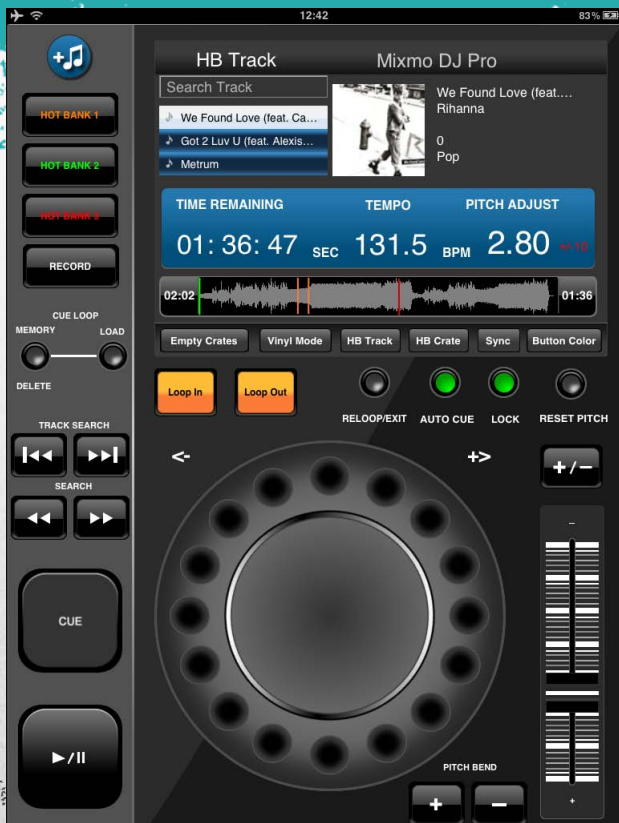 12:42
83%
HB Track
Mixmo DJ Pro
Search Track
We Found Love (feat. Ca...
Got 2 Luv U (feat. Alexis...
Metrum
We Found Love (feat....
Rihanna
0
Pop
HOT BANK 1
HOT BANK 2
HOT BANK 3
RECORD
TIME REMAINING
TEMPO
PITCH ADJUST
01: 36: 47 SEC
131.5 BPM
2.80 +/-10
02:02
01:36
Empty Crates
Vinyl Mode
HB Track
HB Crate
Sync
Button Color
CUE LOOP
MEMORY
LOAD
DELETE
Loop In
Loop Out
RELOOP/EXIT
AUTO CUE
LOCK
RESET PITCH
TRACK SEARCH
SEARCH
<-
+>
+/−
−
CUE
PITCH BEND
+
−
+